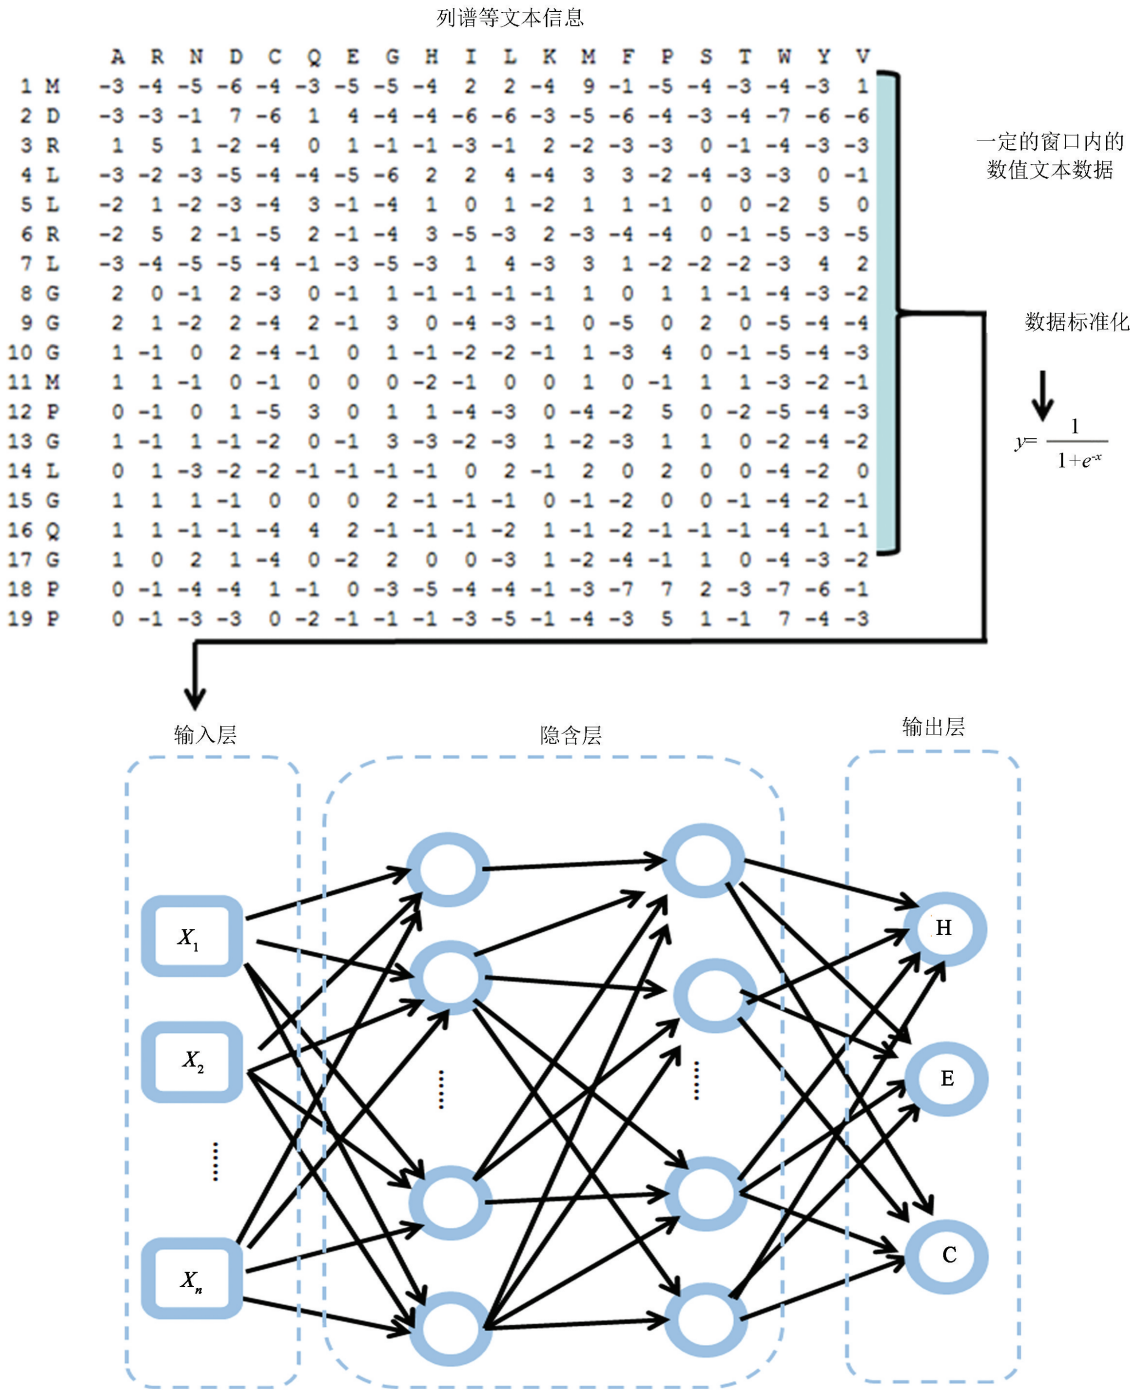 列谱等文本信息
A R N D C Q E G H I L K M F P S T W Y V
1 M -3 -4 -5 -6 -4 -3 -5 -5 -4 2 2 -4 9 -1 -5 -4 -3 -4 -3 1
2 D -3 -3 -1 7 -6 1 4 -4 -4 -6 -6 -3 -5 -6 -4 -3 -4 -7 -6 -6
3 R 1 5 1 -2 -4 0 1 -1 -1 -3 -1 2 -2 -3 -3 0 -1 -4 -3 -3
4 L -3 -2 -3 -5 -4 -4 -5 -6 2 2 4 -4 3 3 -2 -4 -3 -3 0 -1
5 L -2 1 -2 -3 -4 3 -1 -4 1 0 1 -2 1 1 -1 0 0 -2 5 0
6 R -2 5 2 -1 -5 2 -1 -4 3 -5 -3 2 -3 -4 -4 0 -1 -5 -3 -5
7 L -3 -4 -5 -5 -4 -1 -3 -5 -3 1 4 -3 3 1 -2 -2 -2 -3 4 2
8 G 2 0 -1 2 -3 0 -1 1 -1 -1 -1 -1 1 0 1 1 -1 -4 -3 -2
9 G 2 1 -2 2 -4 2 -1 3 0 -4 -3 -1 0 -5 0 2 0 -5 -4 -4
10 G 1 -1 0 2 -4 -1 0 1 -1 -2 -2 -1 1 -3 4 0 -1 -5 -4 -3
11 M 1 1 -1 0 -1 0 0 0 -2 -1 0 0 1 0 -1 1 1 -3 -2 -1
12 P 0 -1 0 1 -5 3 0 1 1 -4 -3 0 -4 -2 5 0 -2 -5 -4 -3
13 G 1 -1 1 -1 -2 0 -1 3 -3 -2 -3 1 -2 -3 1 1 0 -2 -4 -2
14 L 0 1 -3 -2 -2 -1 -1 -1 -1 0 2 -1 2 0 2 0 0 -4 -2 0
15 G 1 1 1 -1 0 0 0 2 -1 -1 -1 0 -1 -2 0 0 -1 -4 -2 -1
16 Q 1 1 -1 -1 -4 4 2 -1 -1 -1 -2 1 -1 -2 -1 -1 -1 -4 -1 -1
17 G 1 0 2 1 -4 0 -2 2 0 0 -3 1 -2 -4 -1 1 0 -4 -3 -2
18 P 0 -1 -4 -4 1 -1 0 -3 -5 -4 -4 -1 -3 -7 7 2 -3 -7 -6 -1
19 P 0 -1 -3 -3 0 -2 -1 -1 -1 -3 -5 -1 -4 -3 5 1 -1 7 -4 -3
一定的窗口内的
数值文本数据
数据标准化
y= 1/(1+e^-x)
输入层 隐含层 输出层
X1
X2
……
Xn
……
……
H
E
C